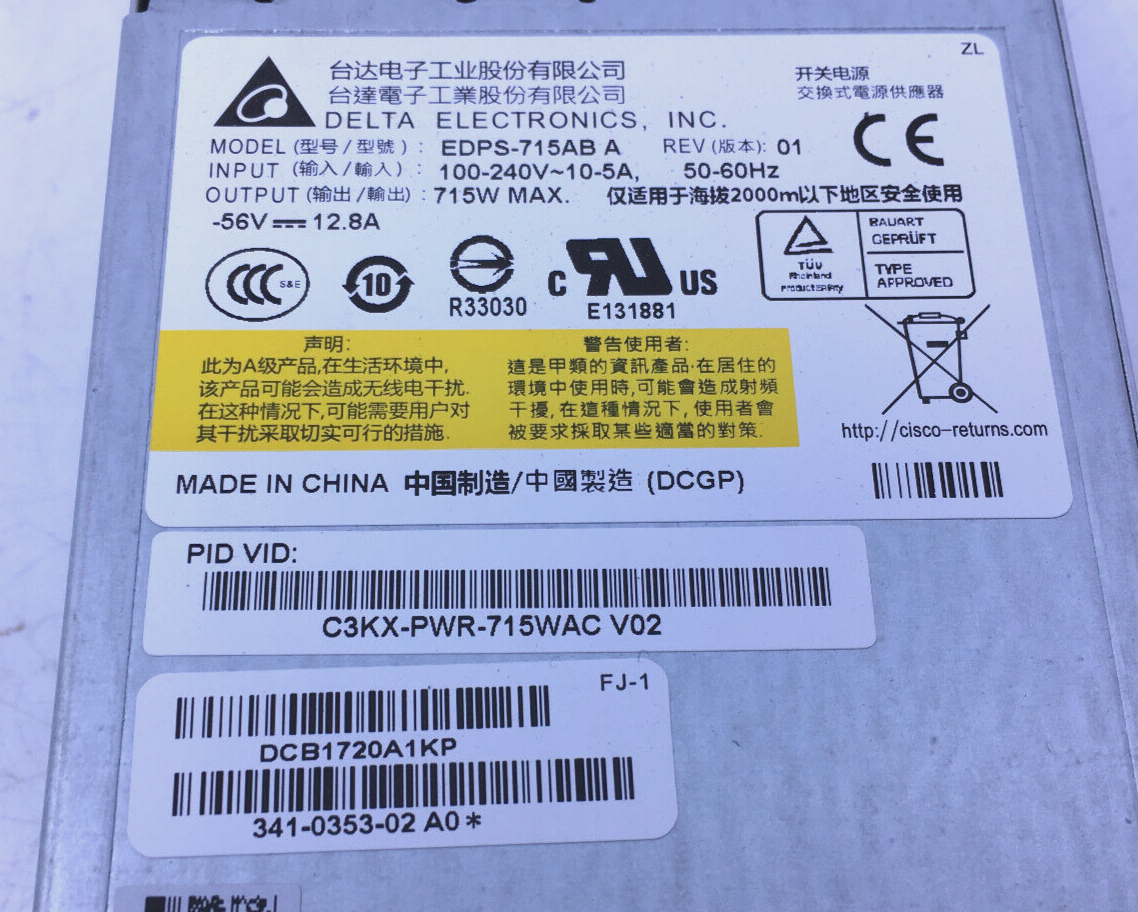 ZL
台达电子工业股份有限公司
台達電子工業股份有限公司
DELTA ELECTRONICS, INC.
开关电源
交換式電源供應器
CE
MODEL (型号 / 型號) : EDPS-715AB A REV (版本): 01
INPUT (输入 / 輸入) : 100-240V~10-5A, 50-60Hz
OUTPUT (输出 / 輸出) : 715W MAX. 仅适用于海拔2000m以下地区安全使用
-56V ⎓ 12.8A
CCC S&E
10
R33030
C RU US
E131881
TÜV
Rheinland
Product Safety
BAUART
GEPRÜFT
TYPE
APPROVED
声明:
此为A级产品,在生活环境中,
该产品可能会造成无线电干扰.
在这种情况下,可能需要用户对
其干扰采取切实可行的措施.
警告使用者:
這是甲類的資訊產品·在居住的
環境中使用時,可能會造成射頻
干擾,在這種情況下,使用者會
被要求採取某些適當的對策.
http://cisco-returns.com
MADE IN CHINA 中国制造/中國製造 (DCGP)
PID VID:
C3KX-PWR-715WAC V02
FJ-1
DCB1720A1KP
341-0353-02 A0*